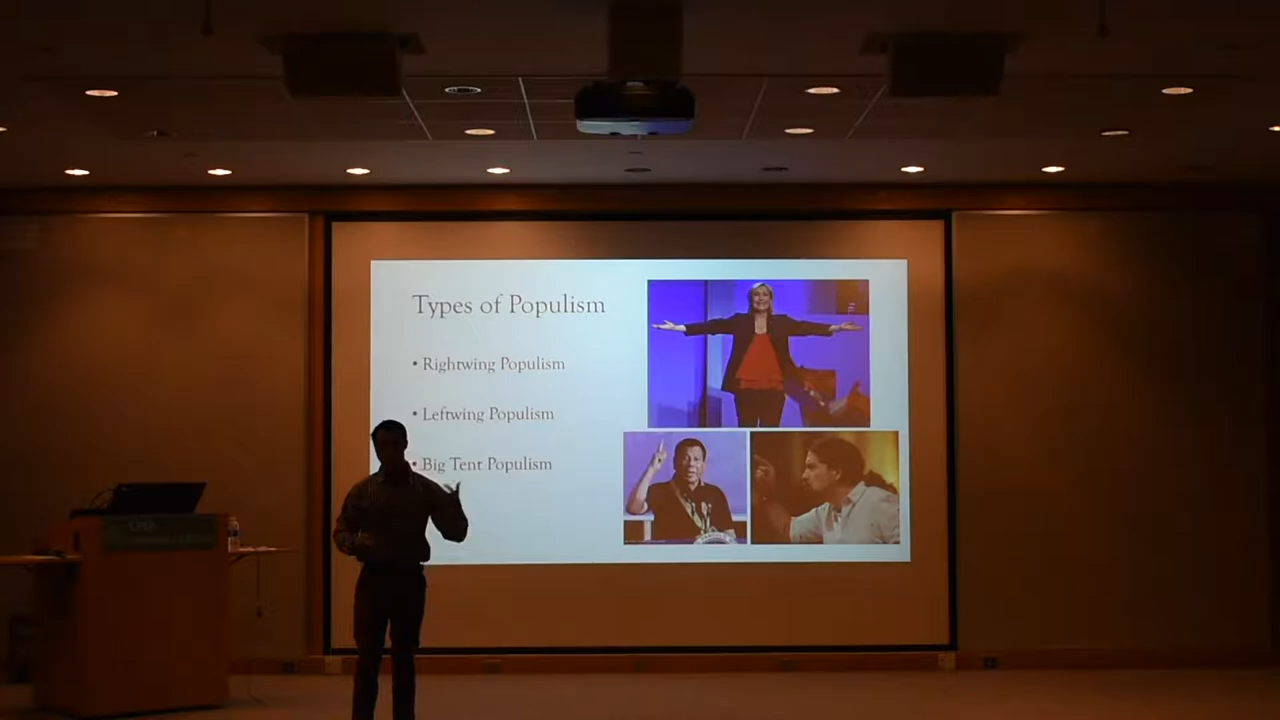 Types of Populism
• Rightwing Populism
• Leftwing Populism
• Big Tent Populism